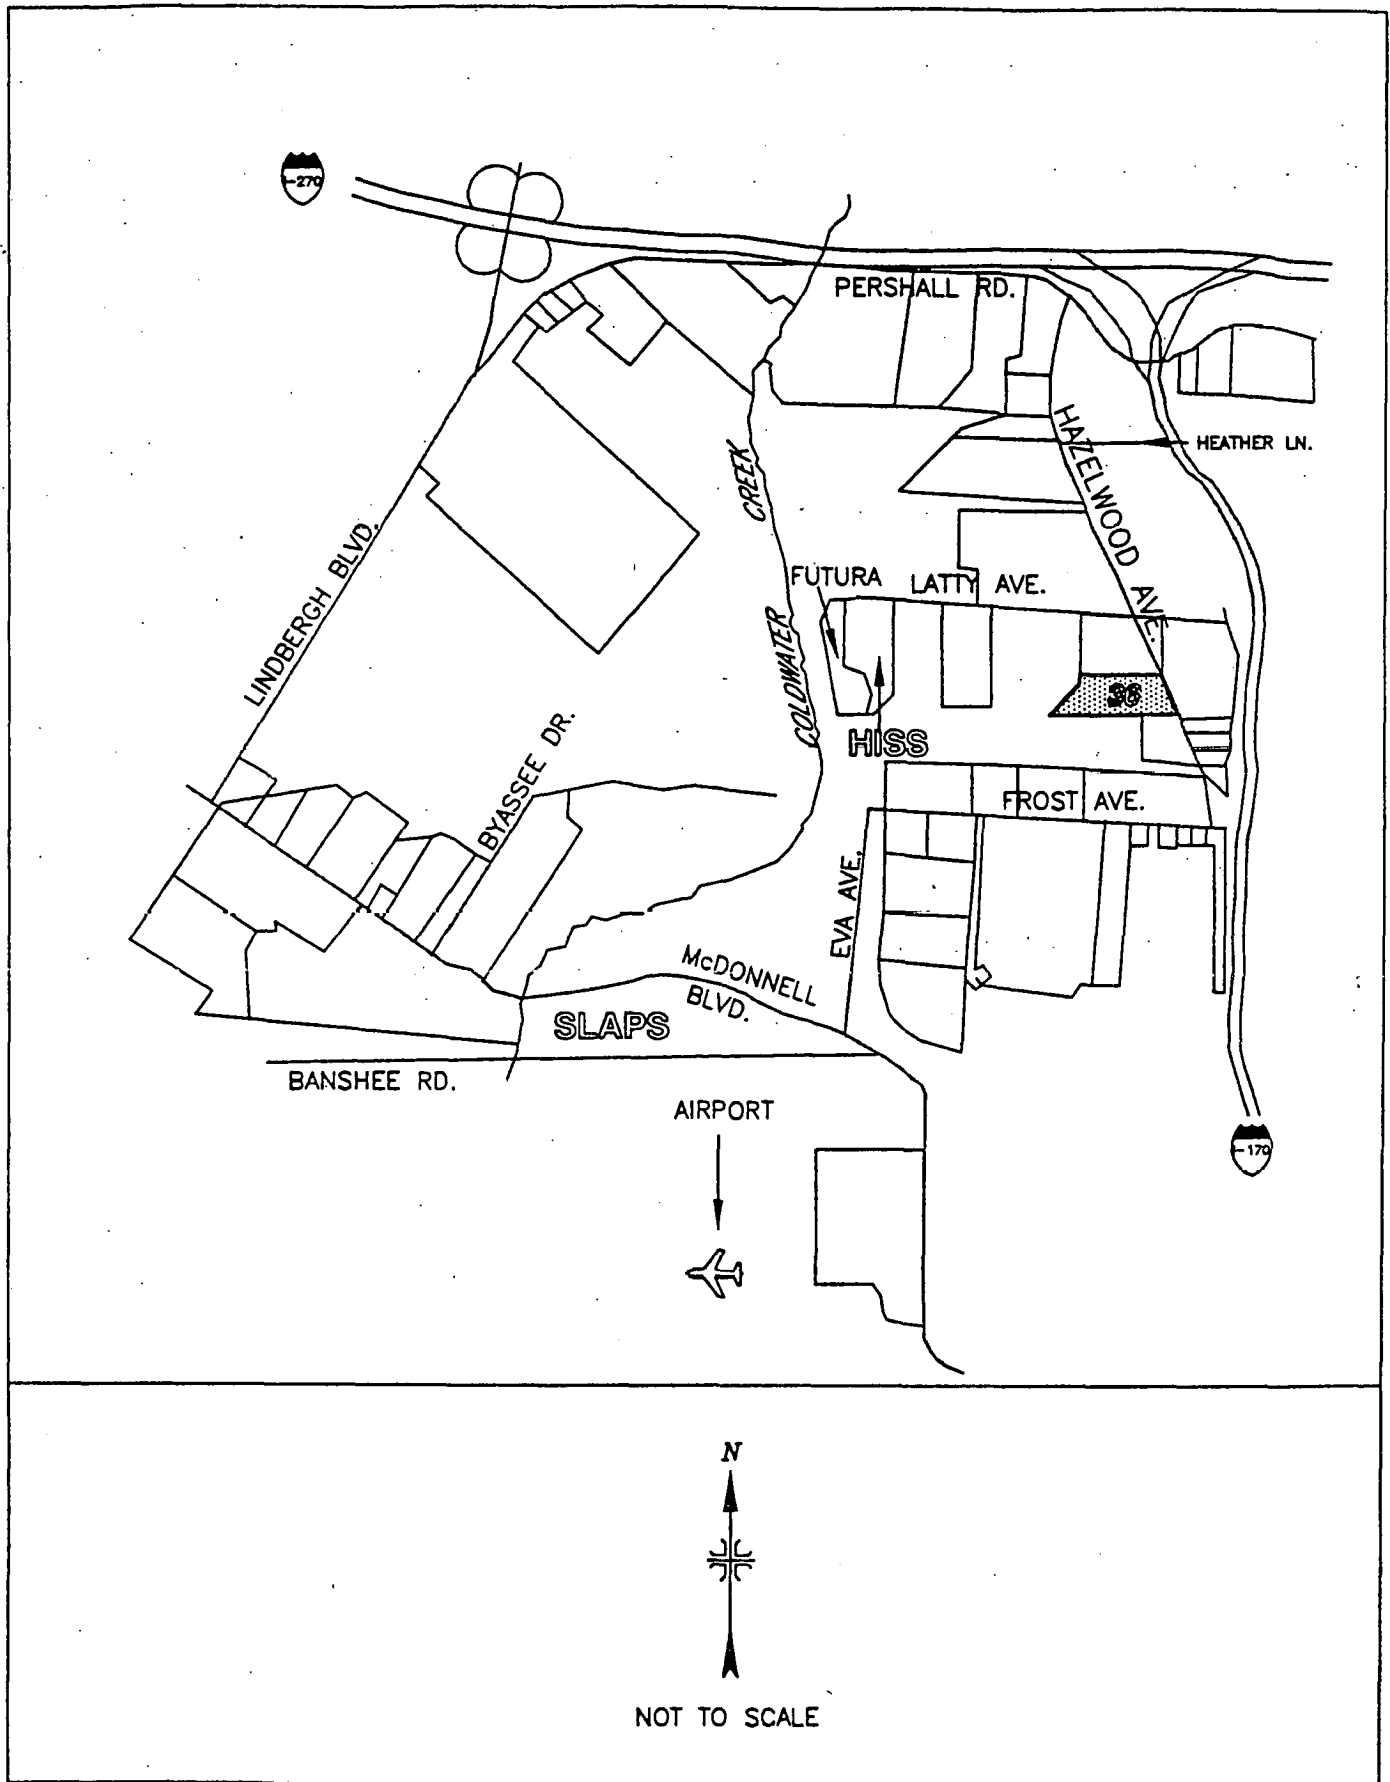 I-270
PERSHALL RD.
HEATHER LN.
HAZELWOOD AVE.
COLDWATER CREEK
LINDBERGH BLVD.
FUTURA
LATTY AVE.
HISS
BYASSEE DR.
FROST AVE.
EVA AVE.
McDONNELL
BLVD.
SLAPS
BANSHEE RD.
AIRPORT
I-170
N
NOT TO SCALE